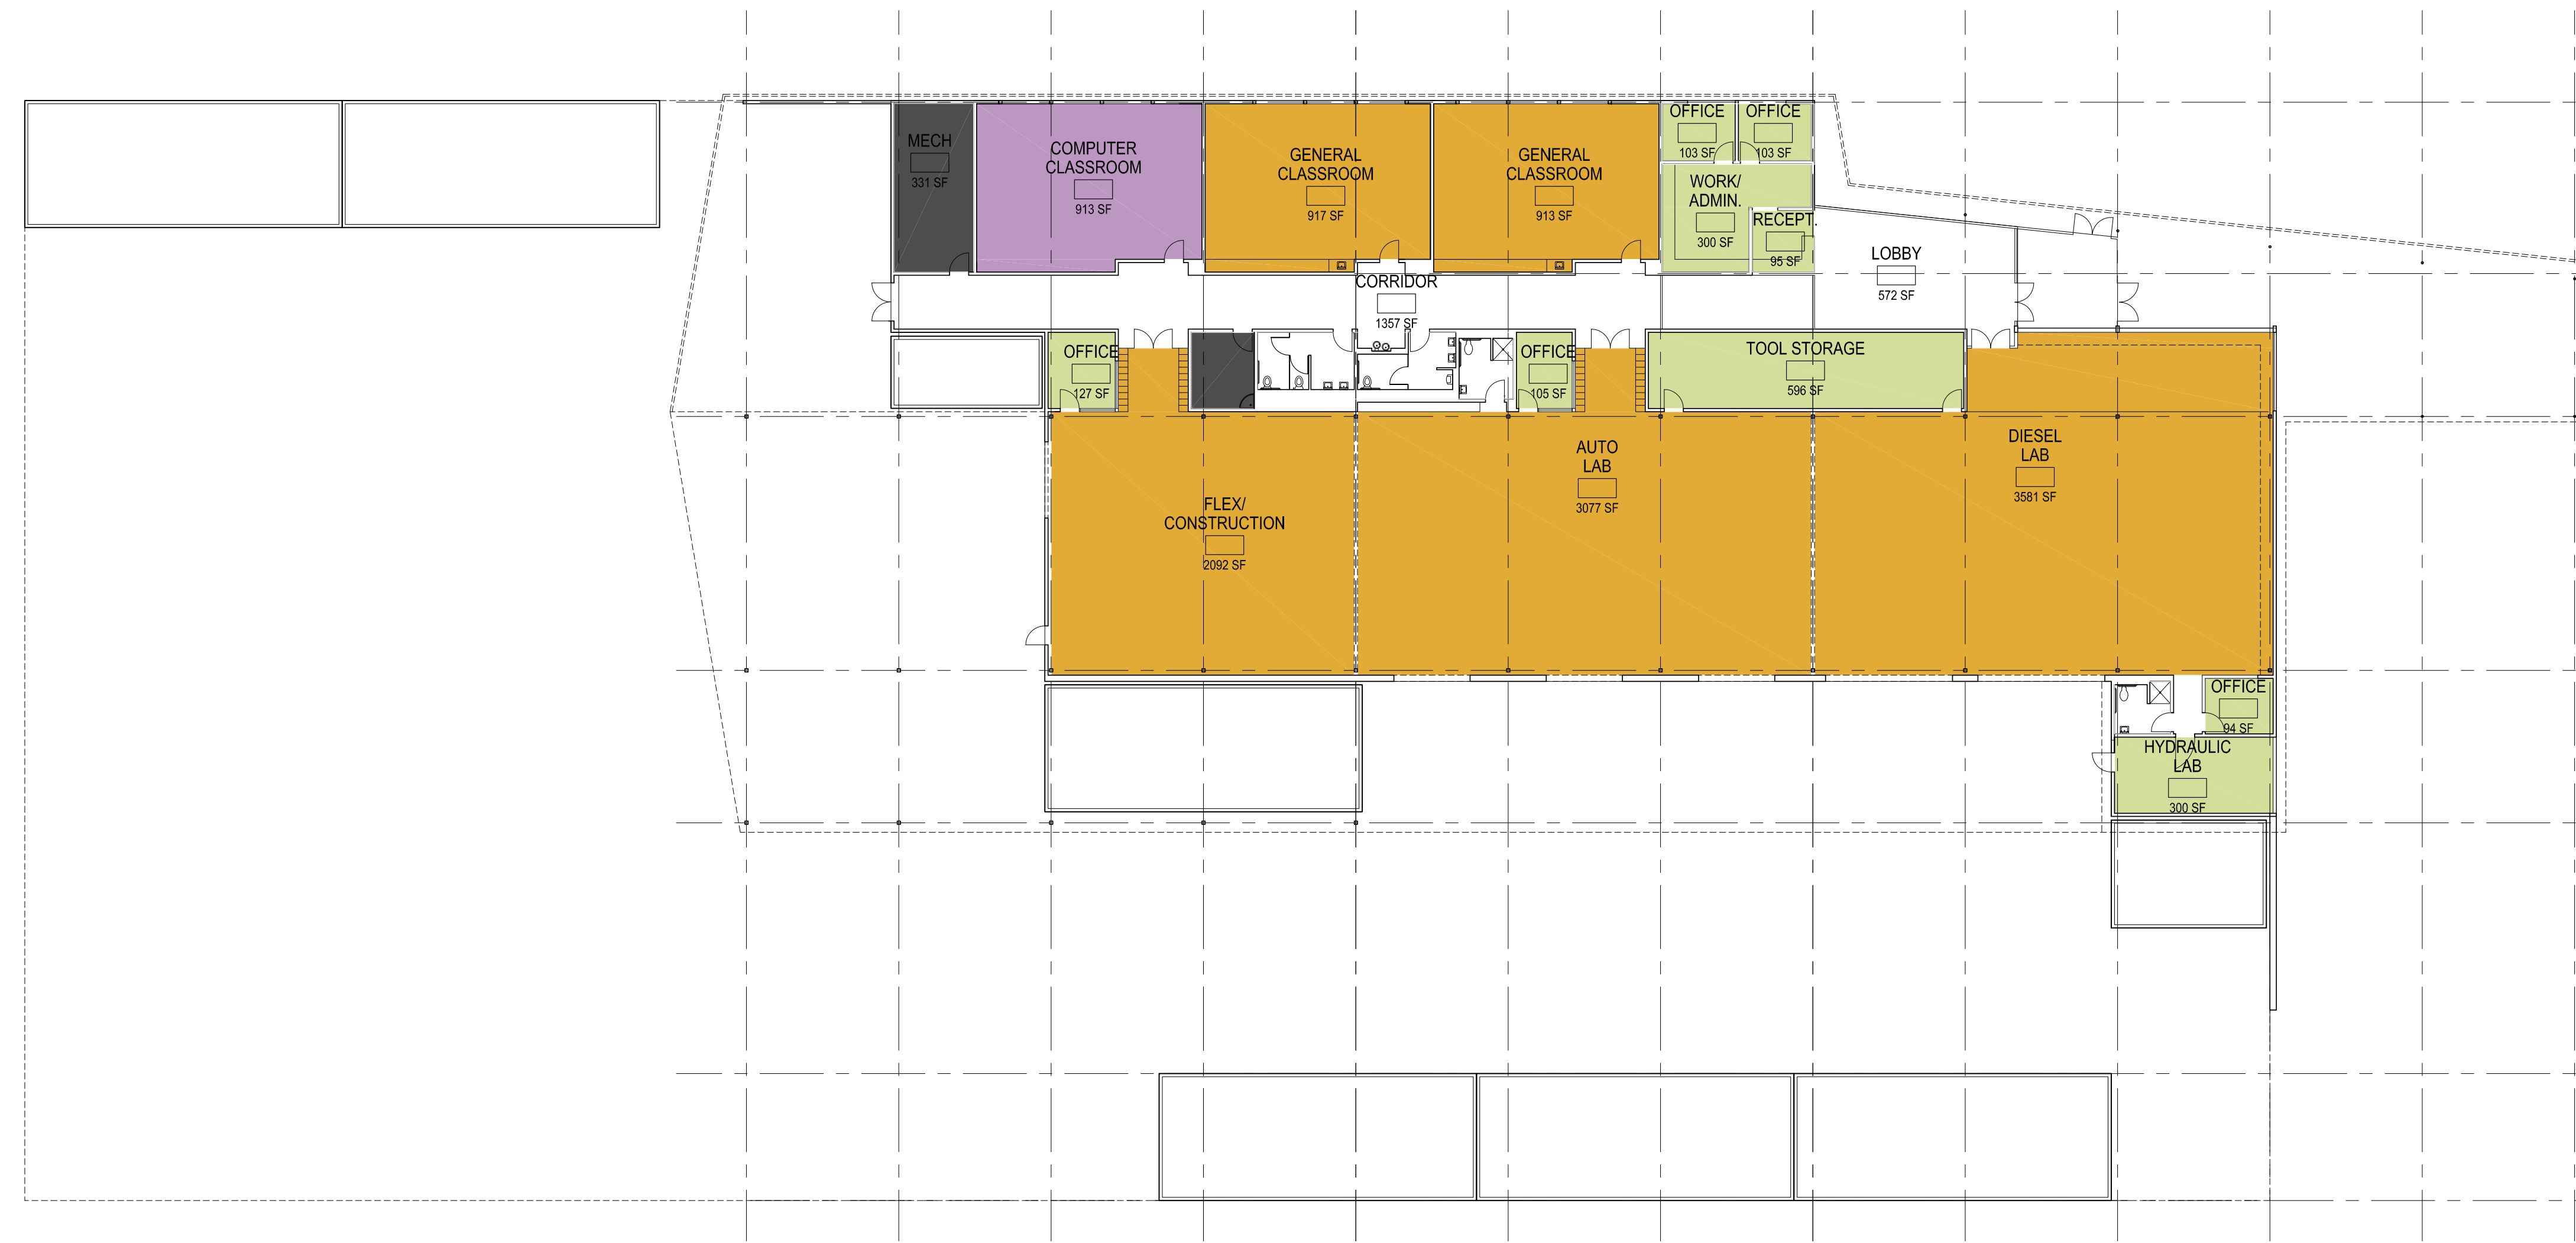 MECH
331 SF
COMPUTER
CLASSROOM
913 SF
GENERAL
CLASSROOM
917 SF
GENERAL
CLASSROOM
913 SF
OFFICE
103 SF
OFFICE
103 SF
WORK/
ADMIN.
300 SF
RECEPT.
95 SF
LOBBY
572 SF
CORRIDOR
1357 SF
OFFICE
127 SF
OFFICE
105 SF
TOOL STORAGE
596 SF
FLEX/
CONSTRUCTION
2092 SF
AUTO
LAB
3077 SF
DIESEL
LAB
3581 SF
OFFICE
94 SF
HYDRAULIC
LAB
300 SF